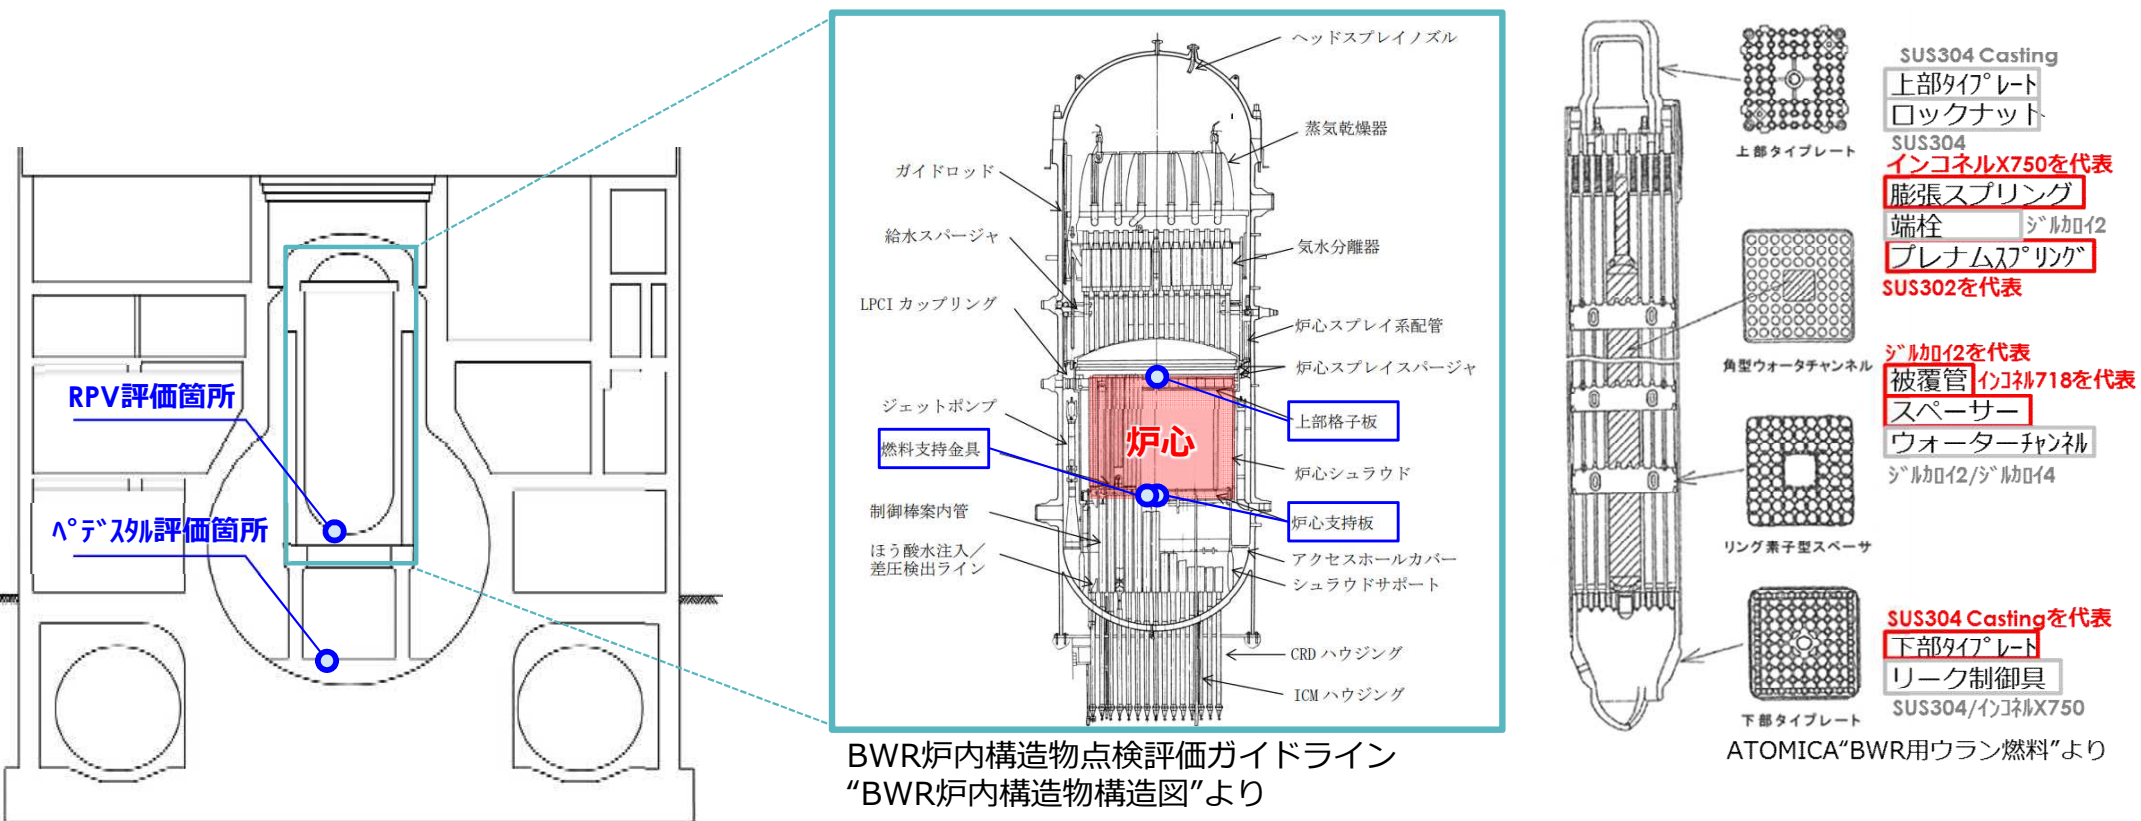 RPV評価箇所
ペデスタル評価箇所
ヘッドスプレイノズル
蒸気乾燥器
ガイドロッド
給水スパージャ
気水分離器
LPCI カップリング
炉心スプレイ系配管
炉心スプレイスパージャ
ジェットポンプ
上部格子板
燃料支持金具
炉心
炉心シュラウド
制御棒案内管
炉心支持板
ほう酸水注入／
差圧検出ライン
アクセスホールカバー
シュラウドサポート
CRD ハウジング
ICM ハウジング
BWR炉内構造物点検評価ガイドライン
“BWR炉内構造物構造図”より
上部タイプレート
角型ウォータチャンネル
リング素子型スペーサ
下部タイプレート
SUS304 Casting
上部タイプレート
ロックナット
SUS304
インコネルX750を代表
膨張スプリング
端栓 ジルカロイ2
プレナムスプリング
SUS302を代表
ジルカロイ2を代表
被覆管 インコネル718を代表
スペーサー
ウォーターチャンネル
ジルカロイ2/ジルカロイ4
SUS304 Castingを代表
下部タイプレート
リーク制御具
SUS304/インコネルX750
ATOMICA“BWR用ウラン燃料”より